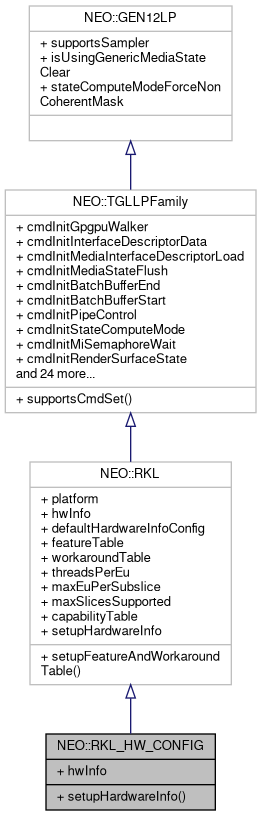 NEO::GEN12LP
+ supportsSampler
+ isUsingGenericMediaState
Clear
+ stateComputeModeForceNon
CoherentMask
NEO::TGLLPFamily
+ cmdInitGpgpuWalker
+ cmdInitInterfaceDescriptorData
+ cmdInitMediaInterfaceDescriptorLoad
+ cmdInitMediaStateFlush
+ cmdInitBatchBufferEnd
+ cmdInitBatchBufferStart
+ cmdInitPipeControl
+ cmdInitStateComputeMode
+ cmdInitMiSemaphoreWait
+ cmdInitRenderSurfaceState
and 24 more...
+ supportsCmdSet()
NEO::RKL
+ platform
+ hwInfo
+ defaultHardwareInfoConfig
+ featureTable
+ workaroundTable
+ threadsPerEu
+ maxEuPerSubslice
+ maxSlicesSupported
+ capabilityTable
+ setupHardwareInfo
+ setupFeatureAndWorkaround
Table()
NEO::RKL_HW_CONFIG
+ hwInfo
+ setupHardwareInfo()